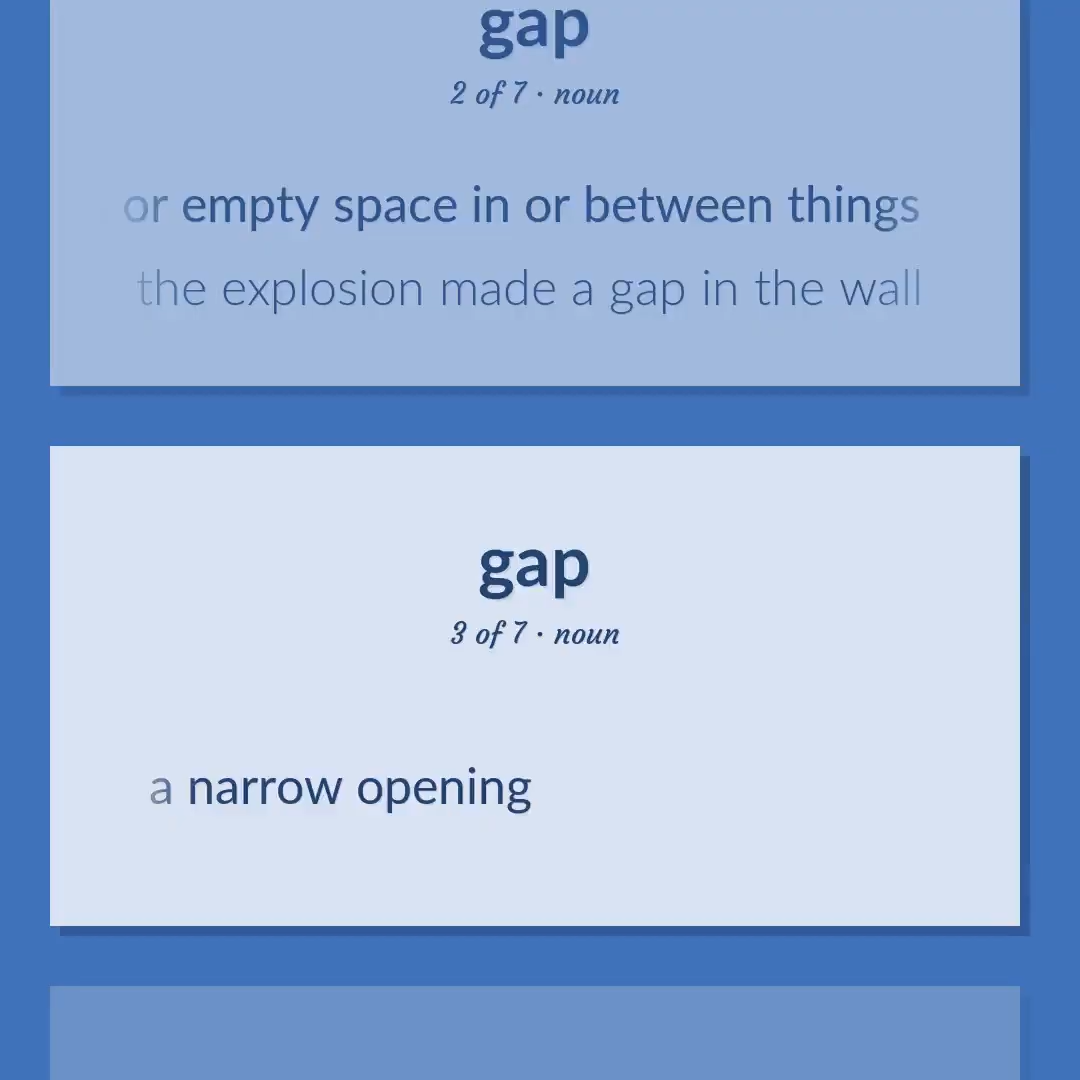 gap
2 of 7 · noun
or empty space in or between things
the explosion made a gap in the wall
gap
3 of 7 · noun
a narrow opening